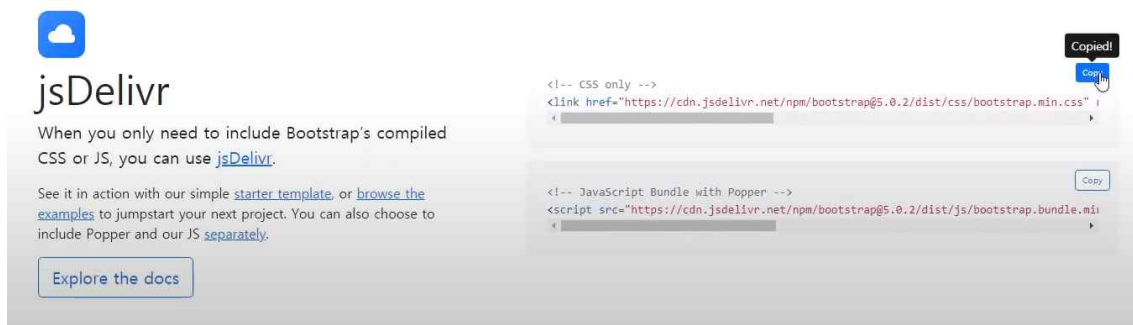 jsDelivr
When you only need to include Bootstrap's compiled
CSS or JS, you can use jsDelivr.
See it in action with our simple starter template, or browse the
examples to jumpstart your next project. You can also choose to
include Popper and our JS separately.
Explore the docs
Copied!
Copy
<!-- CSS only -->
<link href="https://cdn.jsdelivr.net/npm/bootstrap@5.0.2/dist/css/bootstrap.min.css"
Copy
<!-- JavaScript Bundle with Popper -->
<script src="https://cdn.jsdelivr.net/npm/bootstrap@5.0.2/dist/js/bootstrap.bundle.mi